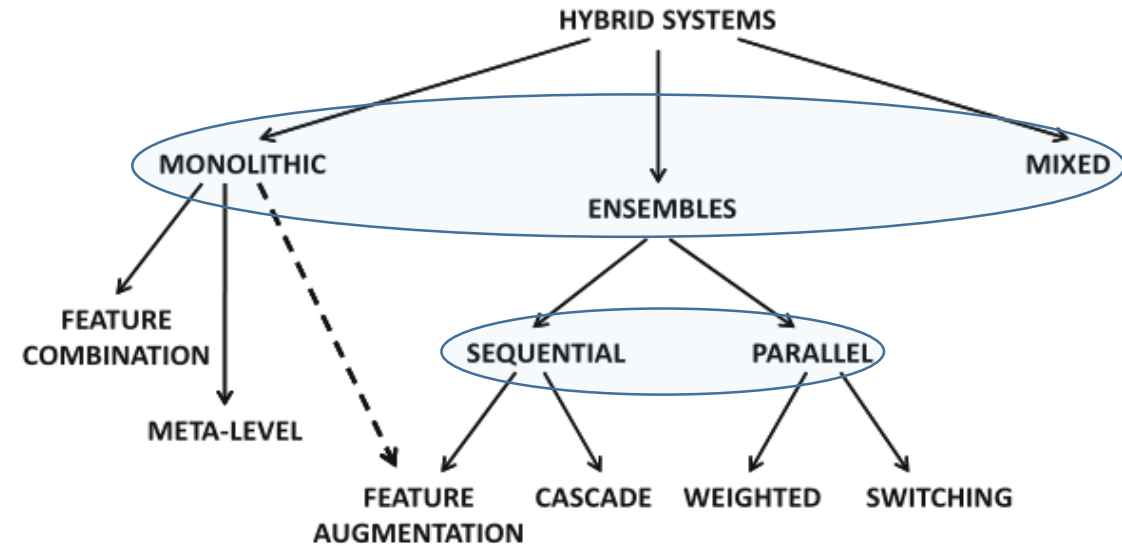 HYBRID SYSTEMS
MONOLITHIC
MIXED
ENSEMBLES
FEATURE
COMBINATION
SEQUENTIAL
PARALLEL
META-LEVEL
FEATURE
AUGMENTATION
CASCADE
WEIGHTED
SWITCHING